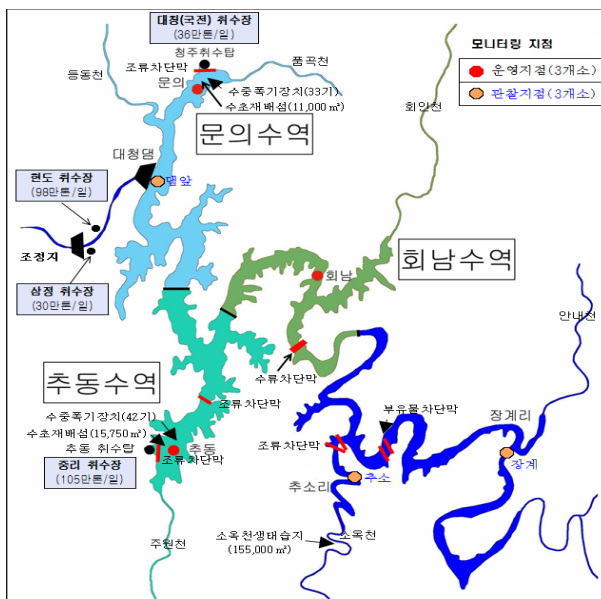 대청(국전) 취수장
(36만톤/일)
청주취수탑
조류차단막
문의
품곡천
등동천
수중폭기장치(33기)
수초재배섬(11,000㎥)
문의수역
모니터링 지점
운영지점(3개소)
관찰지점(3개소)
회인천
대청댐
댐앞
현도 취수장
(98만톤/일)
조정지
삼정 취수장
(30만톤/일)
회남
회남수역
안내천
수류차단막
추동수역
조류차단막
수중폭기장치(42기)
수초재배섬(15,750㎥)
추동 취수탑
추동
조류차단막
중리 취수장
(105만톤/일)
부유물차단막
장계리
조류차단막
장계
추소리
추소
소옥천생태습지
(155,000㎥)
소옥천
주원천